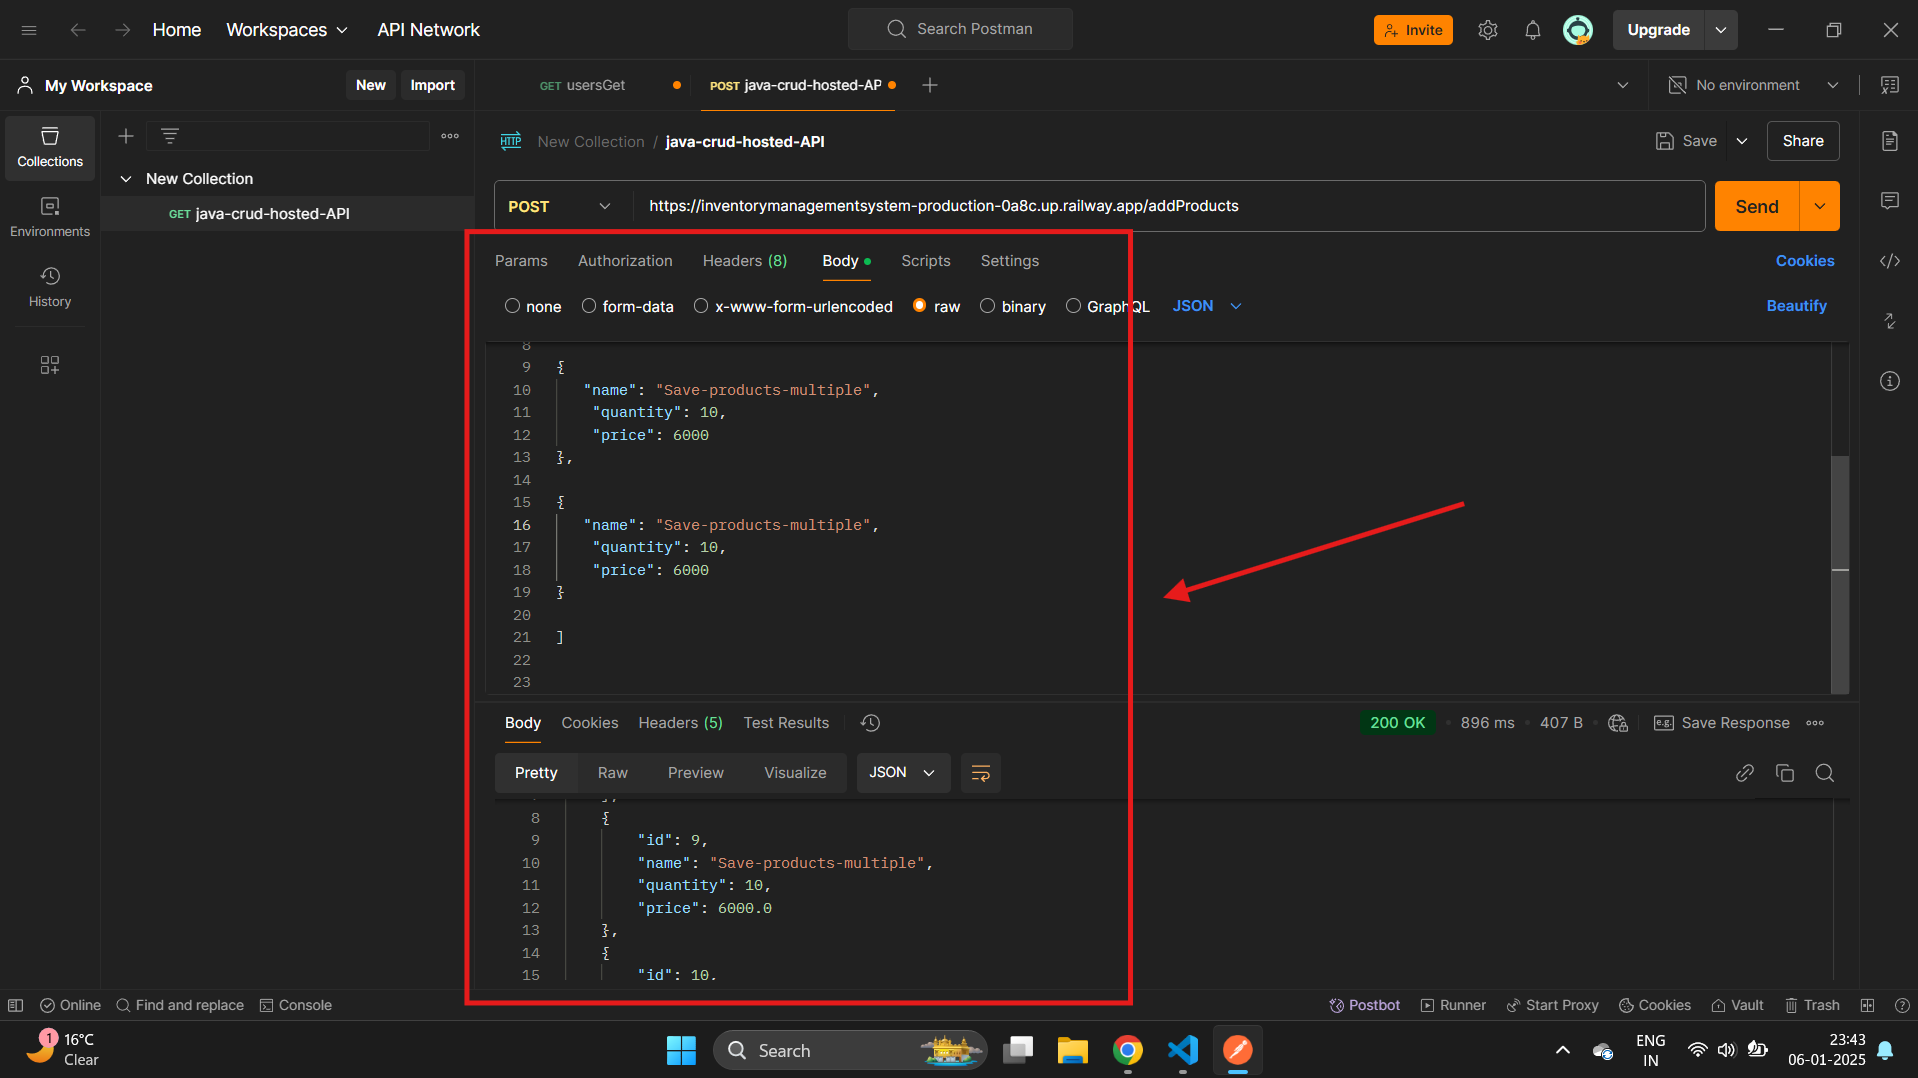 Home
Workspaces
API Network
Search Postman
Invite
Upgrade
My Workspace
New
Import
GET usersGet
POST java-crud-hosted-AP
No environment
Collections
Environments
History
New Collection
GET java-crud-hosted-API
HTTP New Collection / java-crud-hosted-API
Save
Share
POST
https://inventorymanagementsystem-production-0a8c.up.railway.app/addProducts
Send
Params Authorization Headers (8) Body Scripts Settings
Cookies
none form-data x-www-form-urlencoded raw binary GraphQL JSON
Beautify
8
9 {
10 "name": "Save-products-multiple",
11 "quantity": 10,
12 "price": 6000
13 },
14
15 {
16 "name": "Save-products-multiple",
17 "quantity": 10,
18 "price": 6000
19 }
20
21 ]
22
23
Body Cookies Headers (5) Test Results
200 OK • 896 ms • 407 B • e.g. Save Response
Pretty Raw Preview Visualize JSON
8 {
9 "id": 9,
10 "name": "Save-products-multiple",
11 "quantity": 10,
12 "price": 6000.0
13 },
14 {
15 "id": 10,
Online Find and replace Console
Postbot Runner Start Proxy Cookies Vault Trash
1 16°C
Clear
Search
ENG
IN
23:43
06-01-2025